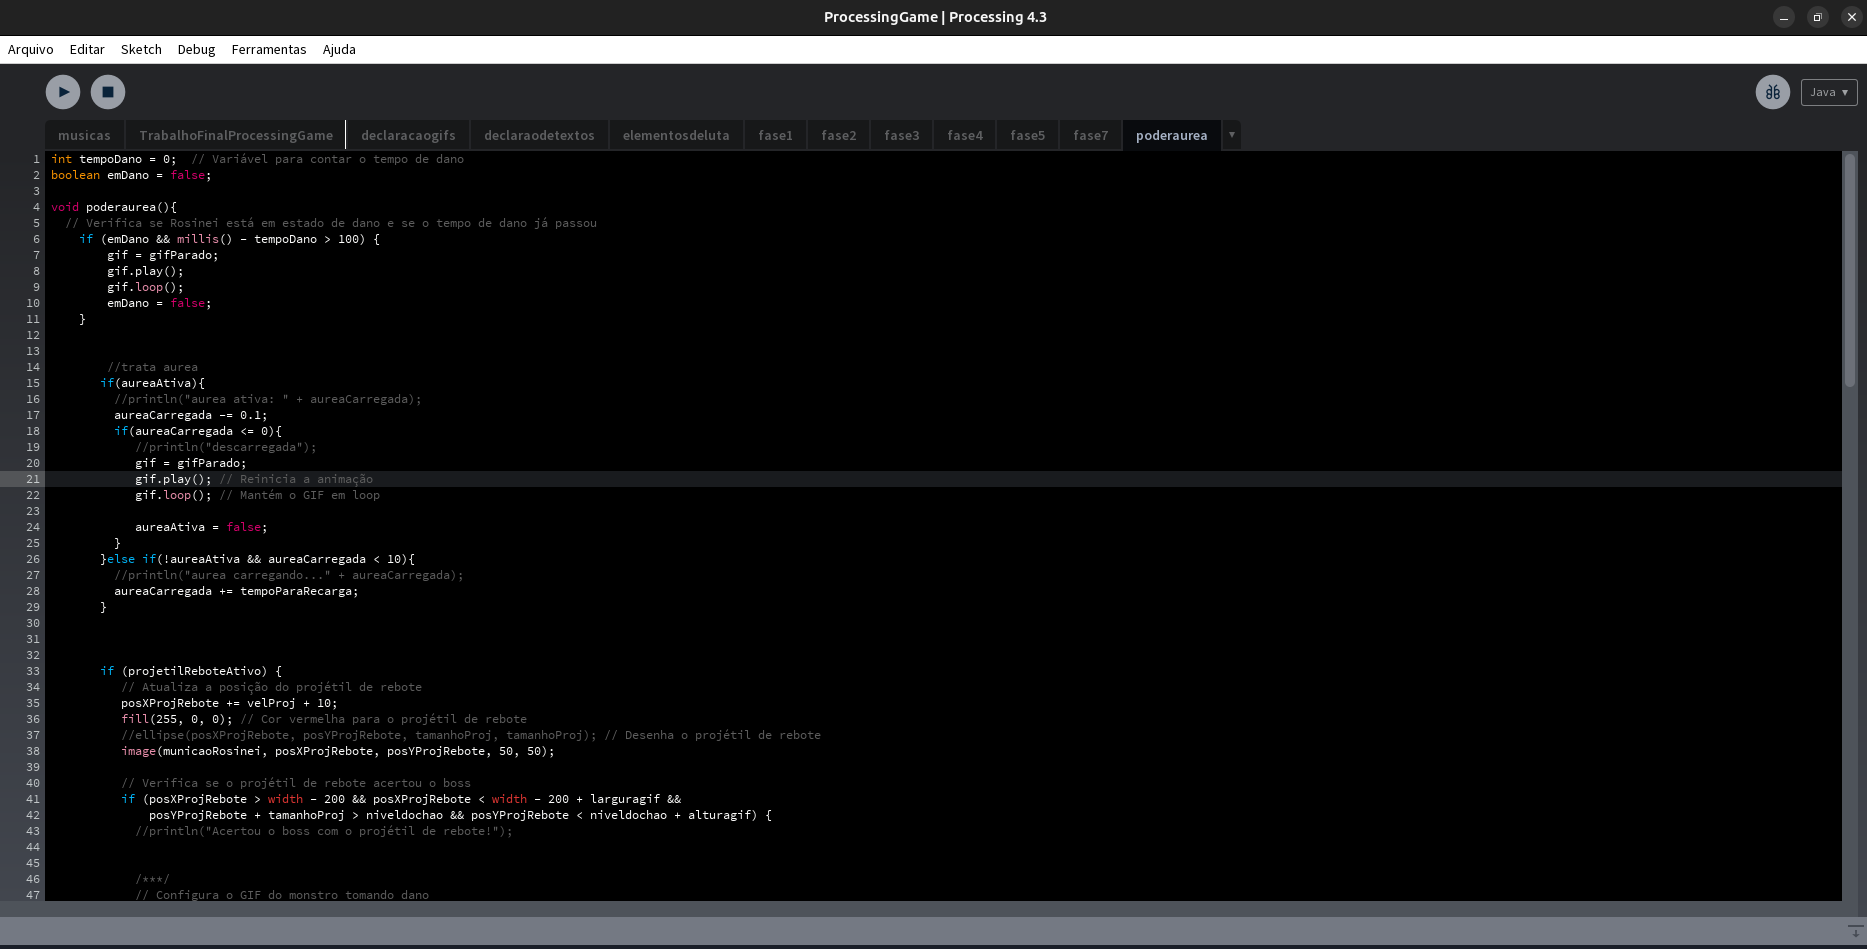 ProcessingGame | Processing 4.3
Arquivo Editar Sketch Debug Ferramentas Ajuda
Java ▾
musicas TrabalhoFinalProcessingGame declaracaogifs declaraodetextos elementosdeluta fase1 fase2 fase3 fase4 fase5 fase7 poderaurea ▾
1 int tempoDano = 0;  // Variável para contar o tempo de dano
2 boolean emDano = false;
3
4 void poderaurea(){
5   // Verifica se Rosinei está em estado de dano e se o tempo de dano já passou
6     if (emDano && millis() - tempoDano > 100) {
7         gif = gifParado;
8         gif.play();
9         gif.loop();
10         emDano = false;
11     }
12
13
14         //trata aurea
15        if(aureaAtiva){
16          //println("aurea ativa: " + aureaCarregada);
17          aureaCarregada -= 0.1;
18          if(aureaCarregada <= 0){
19             //println("descarregada");
20             gif = gifParado;
21             gif.play(); // Reinicia a animação
22             gif.loop(); // Mantém o GIF em loop
23
24             aureaAtiva = false;
25          }
26        }else if(!aureaAtiva && aureaCarregada < 10){
27          //println("aurea carregando..." + aureaCarregada);
28          aureaCarregada += tempoParaRecarga;
29        }
30
31
32
33        if (projetilReboteAtivo) {
34           // Atualiza a posição do projétil de rebote
35           posXProjRebote += velProj + 10;
36           fill(255, 0, 0); // Cor vermelha para o projétil de rebote
37           //ellipse(posXProjRebote, posYProjRebote, tamanhoProj, tamanhoProj); // Desenha o projétil de rebote
38           image(municaoRosinei, posXProjRebote, posYProjRebote, 50, 50);
39
40           // Verifica se o projétil de rebote acertou o boss
41           if (posXProjRebote > width - 200 && posXProjRebote < width - 200 + larguragif &&
42               posYProjRebote + tamanhoProj > niveldochao && posYProjRebote < niveldochao + alturagif) {
43             //println("Acertou o boss com o projétil de rebote!");
44
45
46             /***/
47             // Configura o GIF do monstro tomando dano